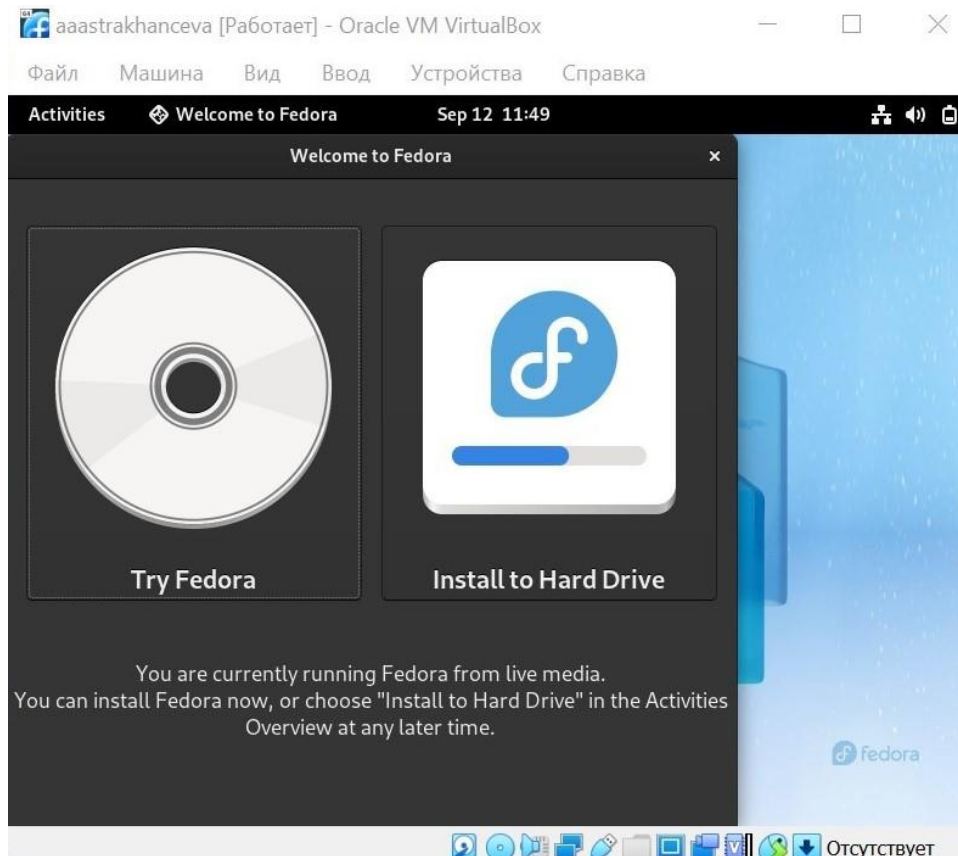 aaastrakhanceva [Работает] - Oracle VM VirtualBox
Файл Машина Вид Ввод Устройства Справка
Activities Welcome to Fedora Sep 12 11:49
Welcome to Fedora
Try Fedora
Install to Hard Drive
You are currently running Fedora from live media.
You can install Fedora now, or choose "Install to Hard Drive" in the Activities
Overview at any later time.
fedora
Отсутствует